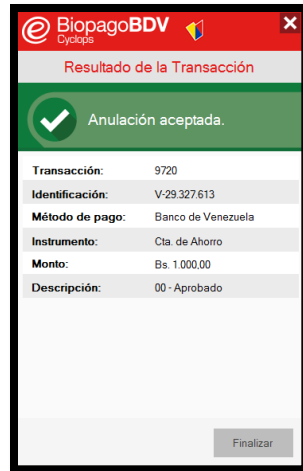 BiopagoBDV
Cyclops
Resultado de la Transacción
Anulación aceptada.
Transacción: 9720
Identificación: V-29.327.613
Método de pago: Banco de Venezuela
Instrumento: Cta. de Ahorro
Monto: Bs. 1.000,00
Descripción: 00 - Aprobado
Finalizar